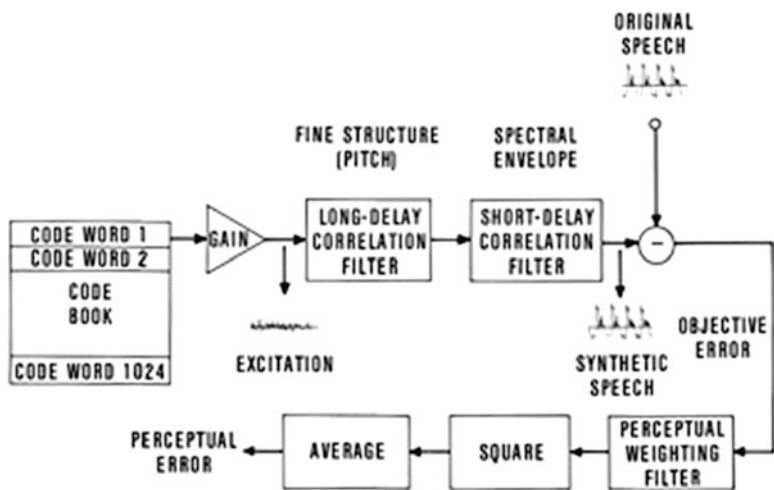 ORIGINAL
SPEECH
FINE STRUCTURE
(PITCH)
SPECTRAL
ENVELOPE
CODE WORD 1
CODE WORD 2
CODE
BOOK
CODE WORD 1024
GAIN
LONG-DELAY
CORRELATION
FILTER
SHORT-DELAY
CORRELATION
FILTER
−
EXCITATION
SYNTHETIC
SPEECH
OBJECTIVE
ERROR
PERCEPTUAL
WEIGHTING
FILTER
SQUARE
AVERAGE
PERCEPTUAL
ERROR